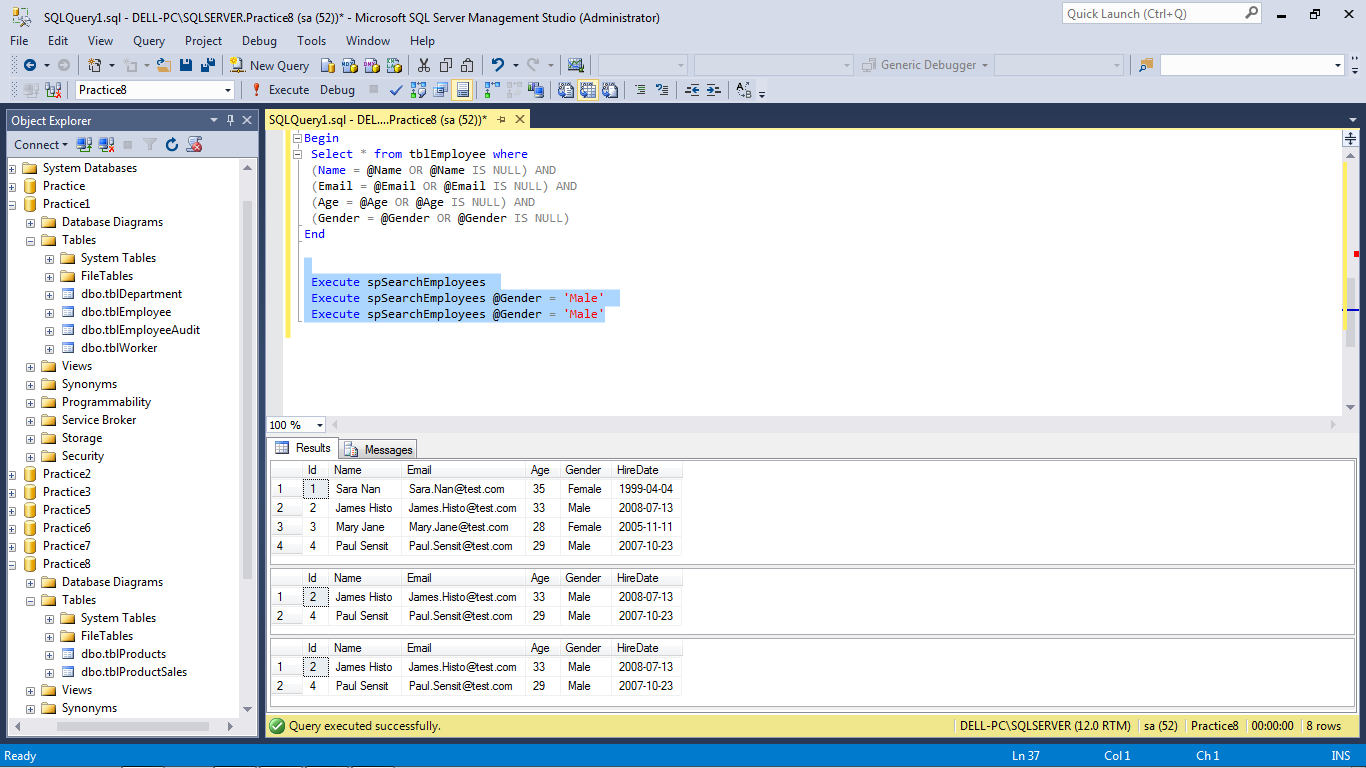 SQLQuery1.sql - DELL-PC\SQLSERVER.Practice8 (sa (52))* - Microsoft SQL Server Management Studio (Administrator)
Quick Launch (Ctrl+Q)
File Edit View Query Project Debug Tools Window Help
New Query
Generic Debugger
Practice8
Execute Debug
Object Explorer
Connect
System Databases
Practice
Practice1
Database Diagrams
Tables
System Tables
FileTables
dbo.tblDepartment
dbo.tblEmployee
dbo.tblEmployeeAudit
dbo.tblWorker
Views
Synonyms
Programmability
Service Broker
Storage
Security
Practice2
Practice3
Practice5
Practice6
Practice7
Practice8
Database Diagrams
Tables
System Tables
FileTables
dbo.tblProducts
dbo.tblProductSales
Views
Synonyms
SQLQuery1.sql - DEL....Practice8 (sa (52))*
Begin
Select * from tblEmployee where
(Name = @Name OR @Name IS NULL) AND
(Email = @Email OR @Email IS NULL) AND
(Age = @Age OR @Age IS NULL) AND
(Gender = @Gender OR @Gender IS NULL)
End
Execute spSearchEmployees
Execute spSearchEmployees @Gender = 'Male'
Execute spSearchEmployees @Gender = 'Male'
100 %
Results Messages
Id Name Email Age Gender HireDate
1 1 Sara Nan Sara.Nan@test.com 35 Female 1999-04-04
2 2 James Histo James.Histo@test.com 33 Male 2008-07-13
3 3 Mary Jane Mary.Jane@test.com 28 Female 2005-11-11
4 4 Paul Sensit Paul.Sensit@test.com 29 Male 2007-10-23
Id Name Email Age Gender HireDate
1 2 James Histo James.Histo@test.com 33 Male 2008-07-13
2 4 Paul Sensit Paul.Sensit@test.com 29 Male 2007-10-23
Id Name Email Age Gender HireDate
1 2 James Histo James.Histo@test.com 33 Male 2008-07-13
2 4 Paul Sensit Paul.Sensit@test.com 29 Male 2007-10-23
Query executed successfully. DELL-PC\SQLSERVER (12.0 RTM) sa (52) Practice8 00:00:00 8 rows
Ready Ln 37 Col 1 Ch 1 INS